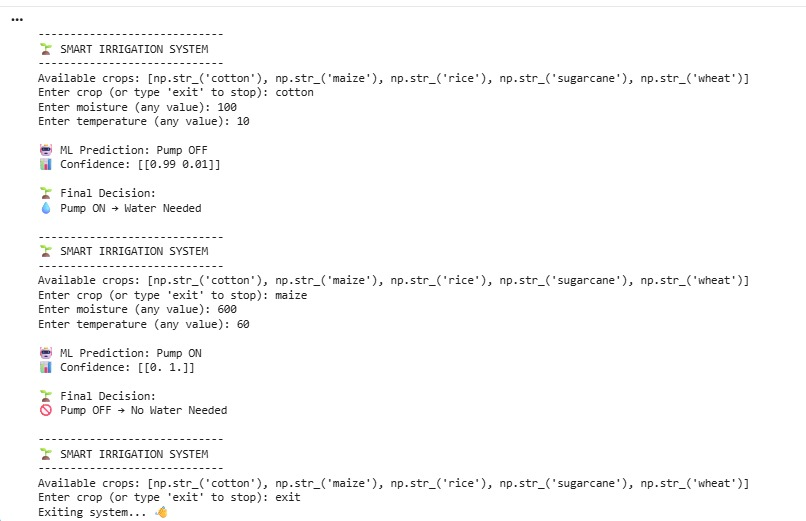 ...
----------------------------
🌱 SMART IRRIGATION SYSTEM
----------------------------
Available crops: [np.str_('cotton'), np.str_('maize'), np.str_('rice'), np.str_('sugarcane'), np.str_('wheat')]
Enter crop (or type 'exit' to stop): cotton
Enter moisture (any value): 100
Enter temperature (any value): 10
🤖 ML Prediction: Pump OFF
📊 Confidence: [[0.99 0.01]]
🌱 Final Decision:
💧 Pump ON → Water Needed
----------------------------
🌱 SMART IRRIGATION SYSTEM
----------------------------
Available crops: [np.str_('cotton'), np.str_('maize'), np.str_('rice'), np.str_('sugarcane'), np.str_('wheat')]
Enter crop (or type 'exit' to stop): maize
Enter moisture (any value): 600
Enter temperature (any value): 60
🤖 ML Prediction: Pump ON
📊 Confidence: [[0. 1.]]
🌱 Final Decision:
🚫 Pump OFF → No Water Needed
----------------------------
🌱 SMART IRRIGATION SYSTEM
----------------------------
Available crops: [np.str_('cotton'), np.str_('maize'), np.str_('rice'), np.str_('sugarcane'), np.str_('wheat')]
Enter crop (or type 'exit' to stop): exit
Exiting system... 👍